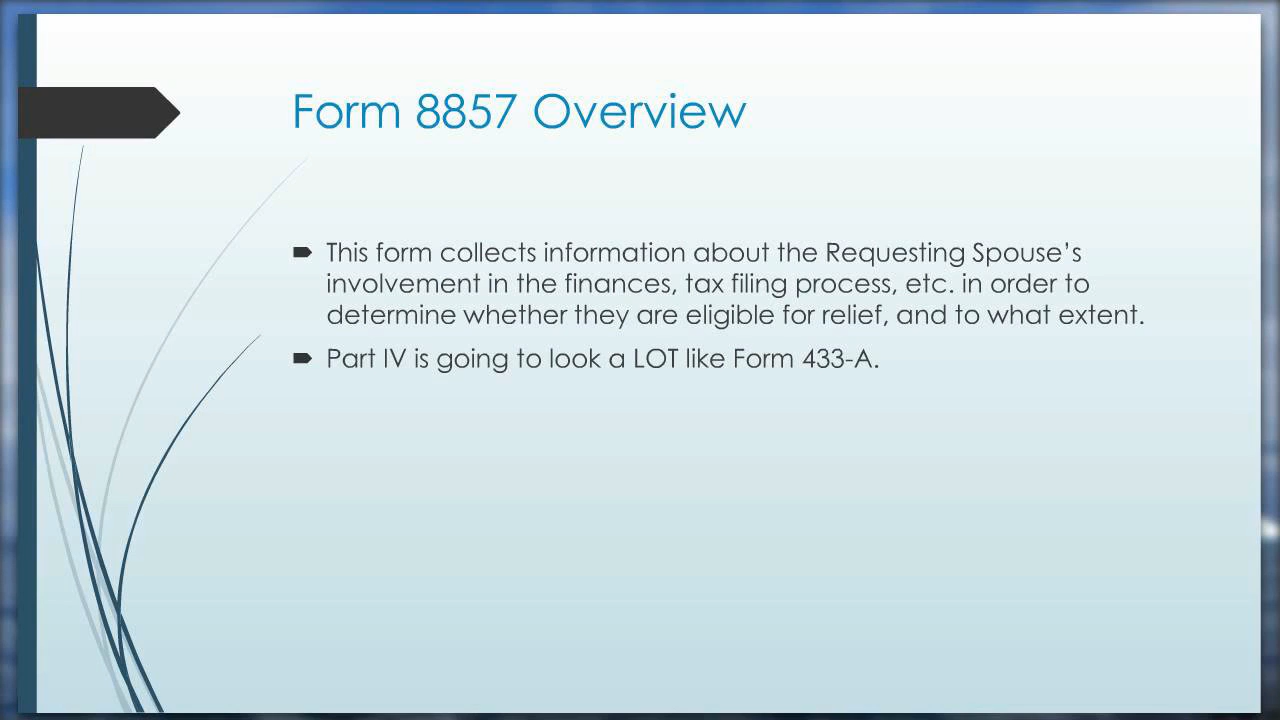 Form 8857 Overview
This form collects information about the Requesting Spouse’s
involvement in the finances, tax filing process, etc. in order to
determine whether they are eligible for relief, and to what extent.
Part IV is going to look a LOT like Form 433-A.